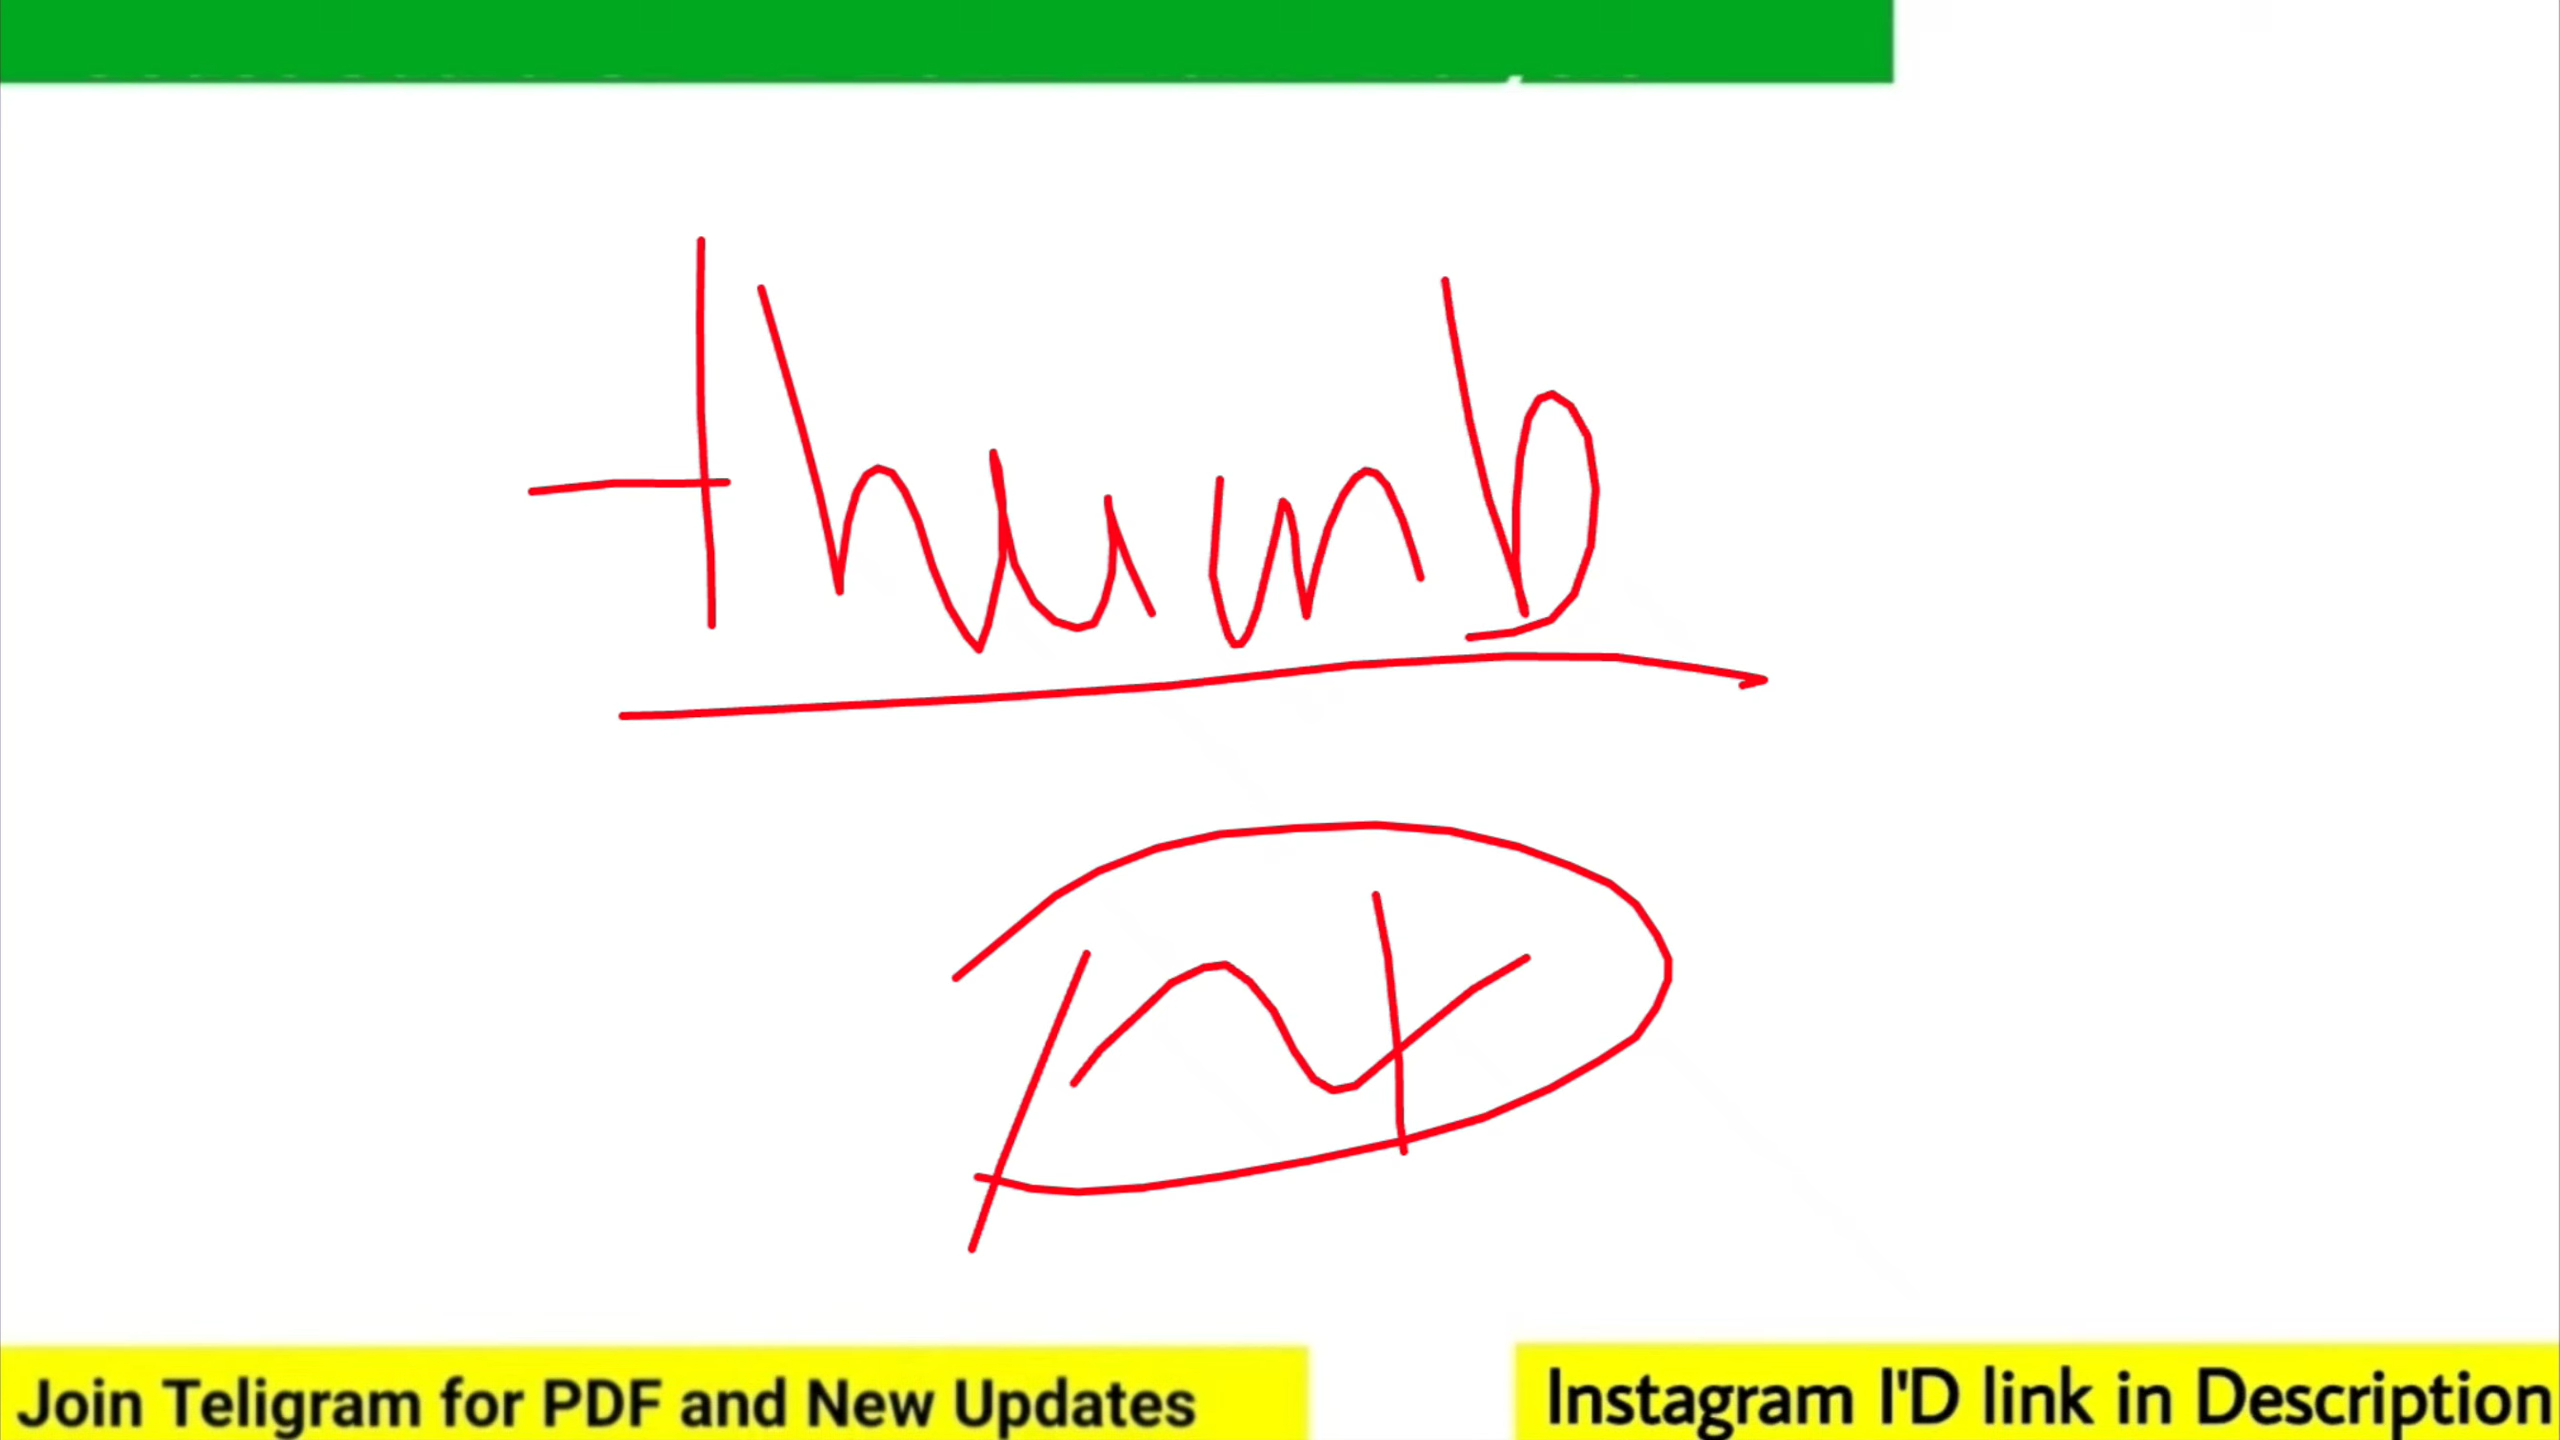 thumb
Join Teligram for PDF and New Updates
Instagram I'D link in Description